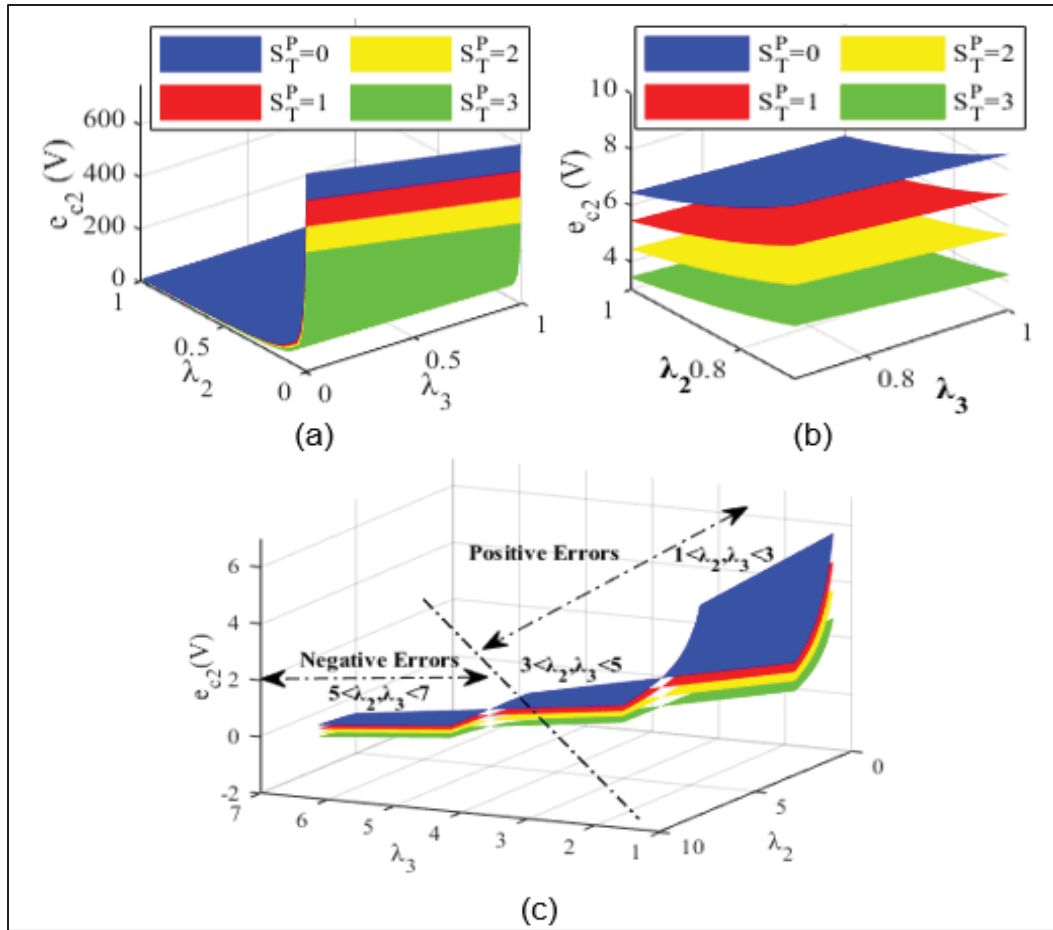 S_T^P=0 S_T^P=2
S_T^P=1 S_T^P=3
600
400
200
0
e_c2 (V)
1
0.5
0
λ_2
0
0.5
1
λ_3
(a)
S_T^P=0 S_T^P=2
S_T^P=1 S_T^P=3
10
8
6
4
e_c2 (V)
1
0.8
λ_2
0.8
1
λ_3
(b)
Positive Errors
1<λ_2,λ_3<3
Negative Errors
3<λ_2,λ_3<5
5<λ_2,λ_3<7
6
4
2
0
-2
e_c2(V)
7
6
5
4
3
2
1
λ_3
10
5
0
λ_2
(c)